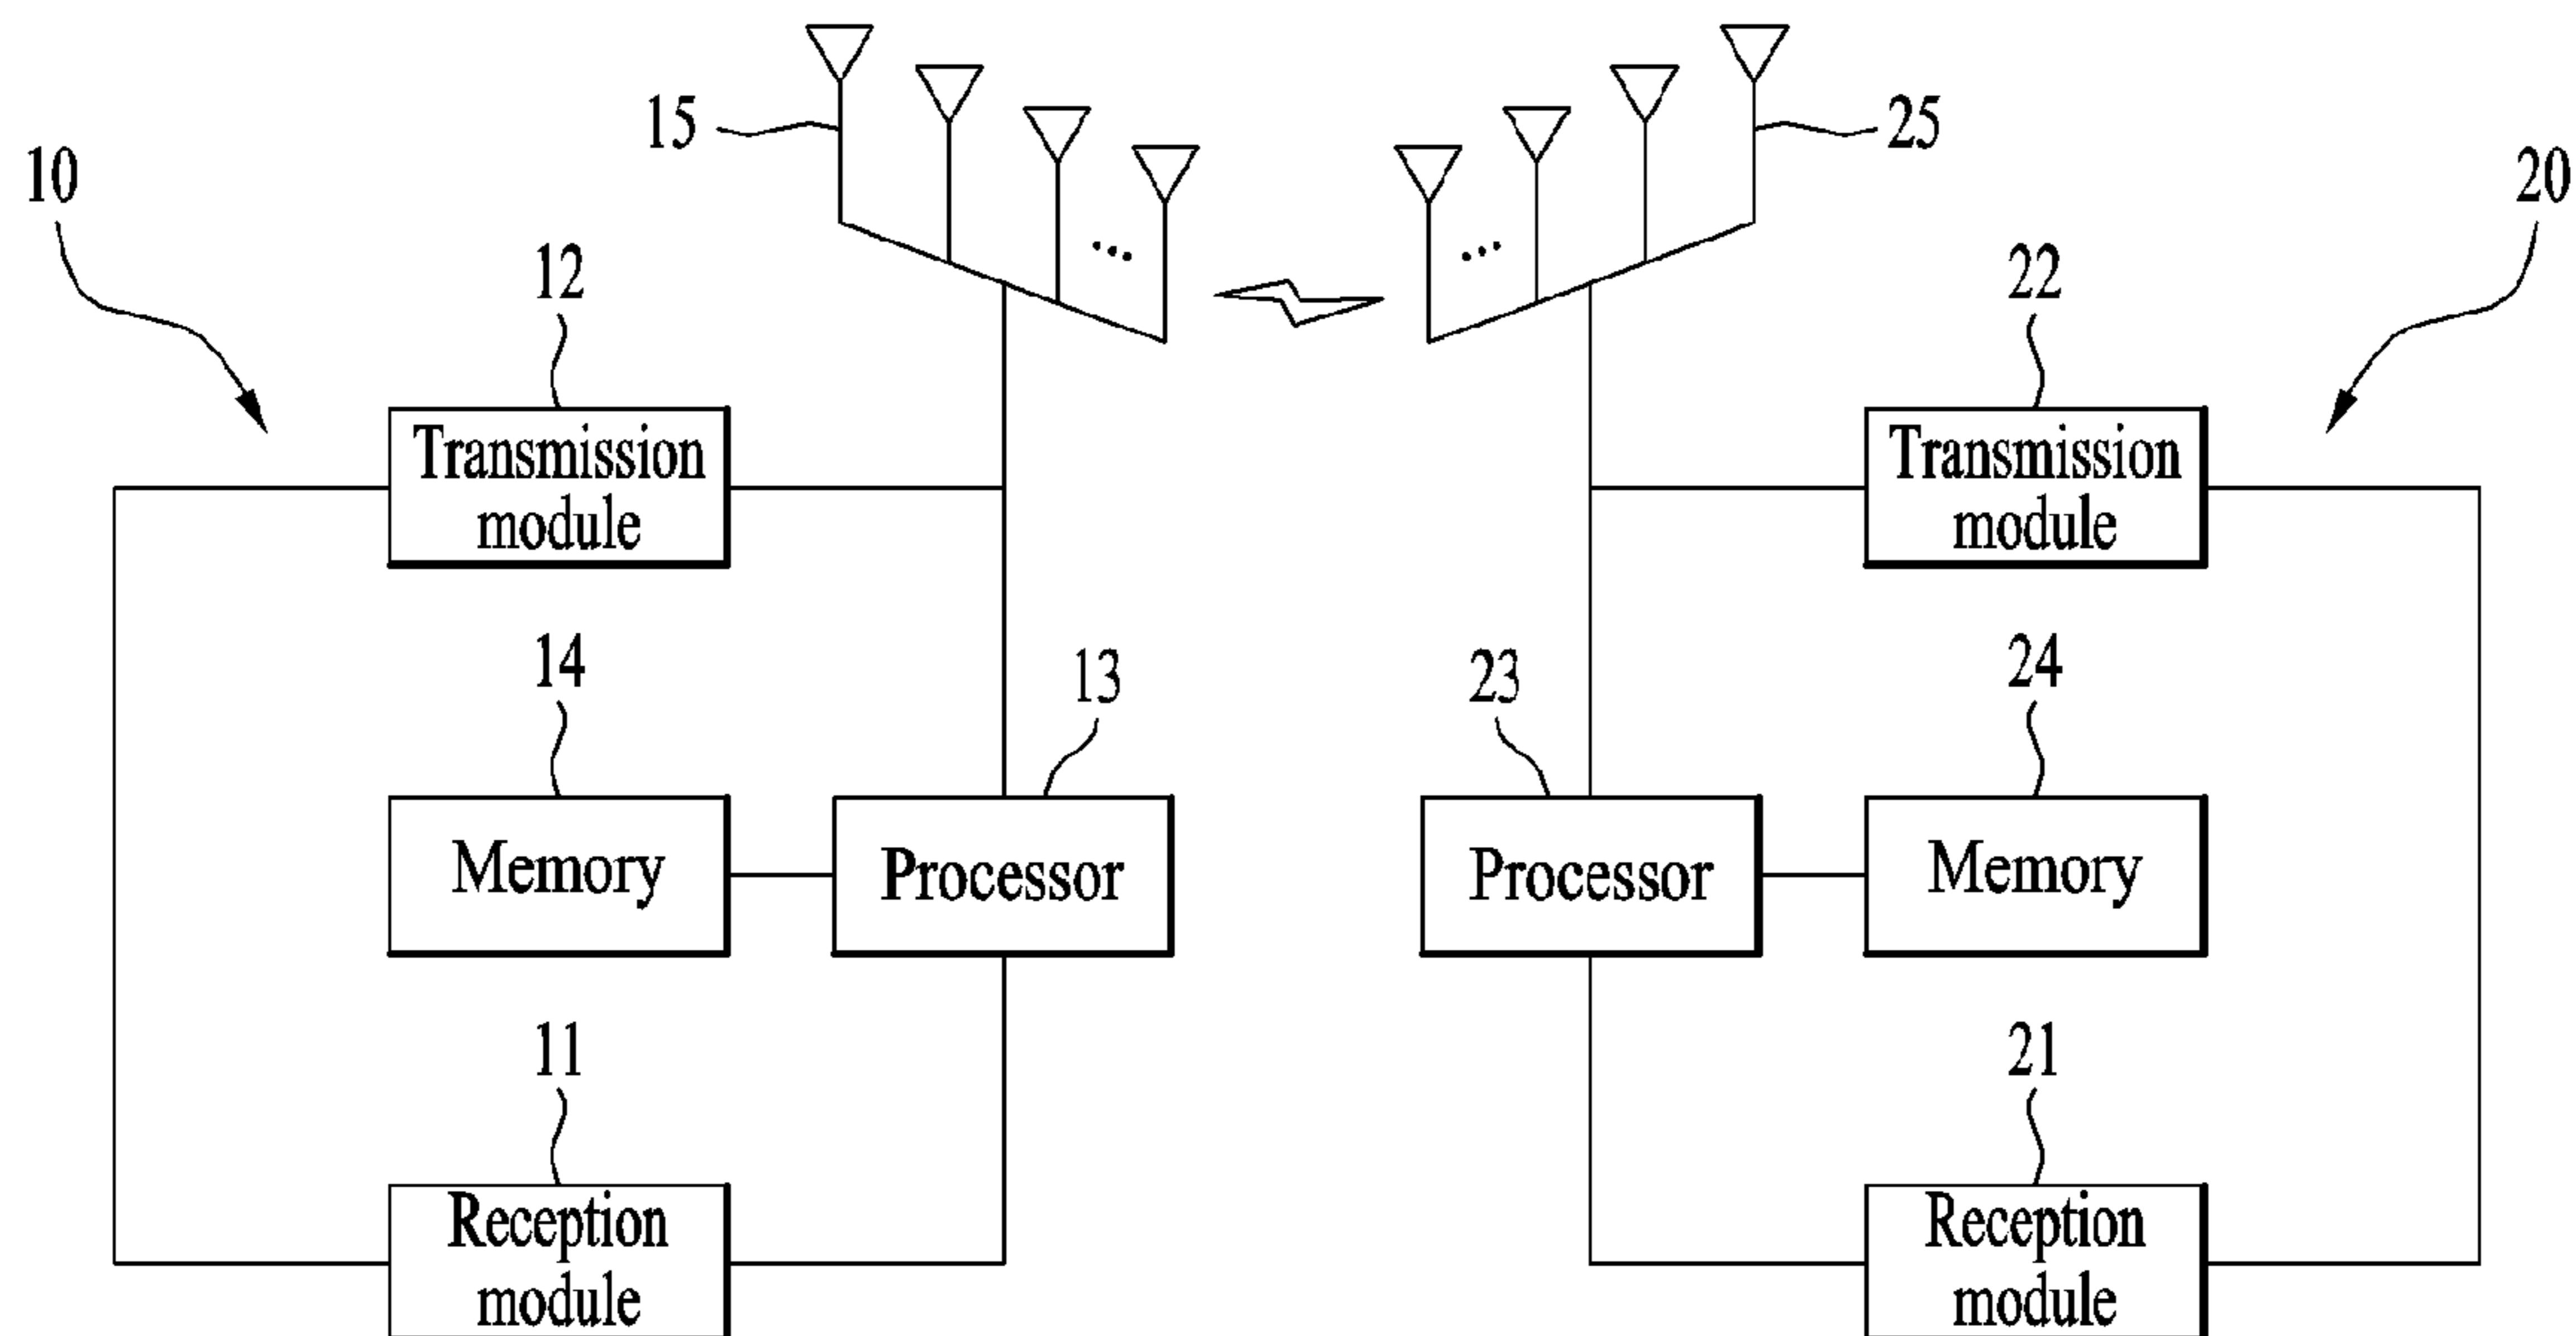 15
25
10
20
12
22
Transmission
module
Transmission
module
14
13
23
24
Memory
Processor
Processor
Memory
11
21
Reception
module
Reception
module